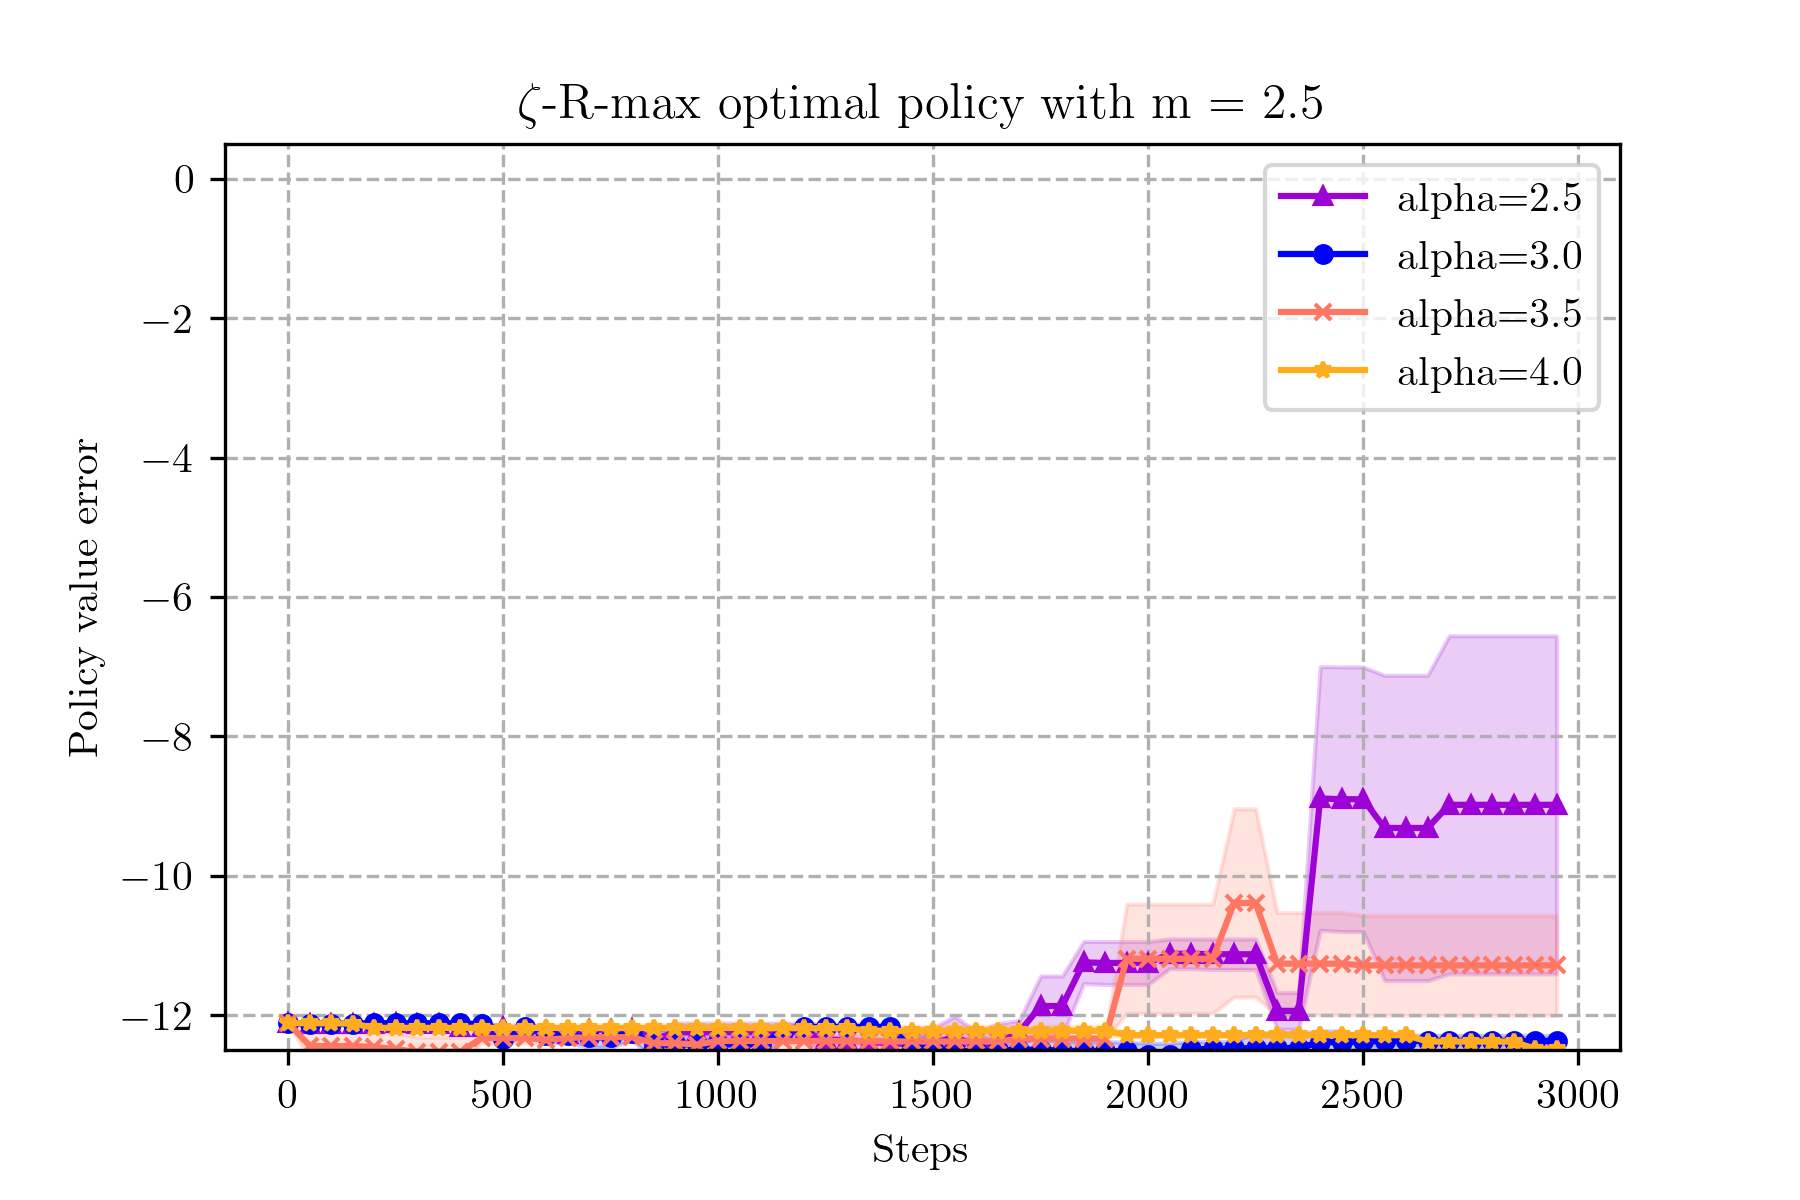 ζ-R-max optimal policy with m = 2.5
0
−2
−4
−6
−8
−10
−12
Policy value error
alpha=2.5
alpha=3.0
alpha=3.5
alpha=4.0
0 500 1000 1500 2000 2500 3000
Steps